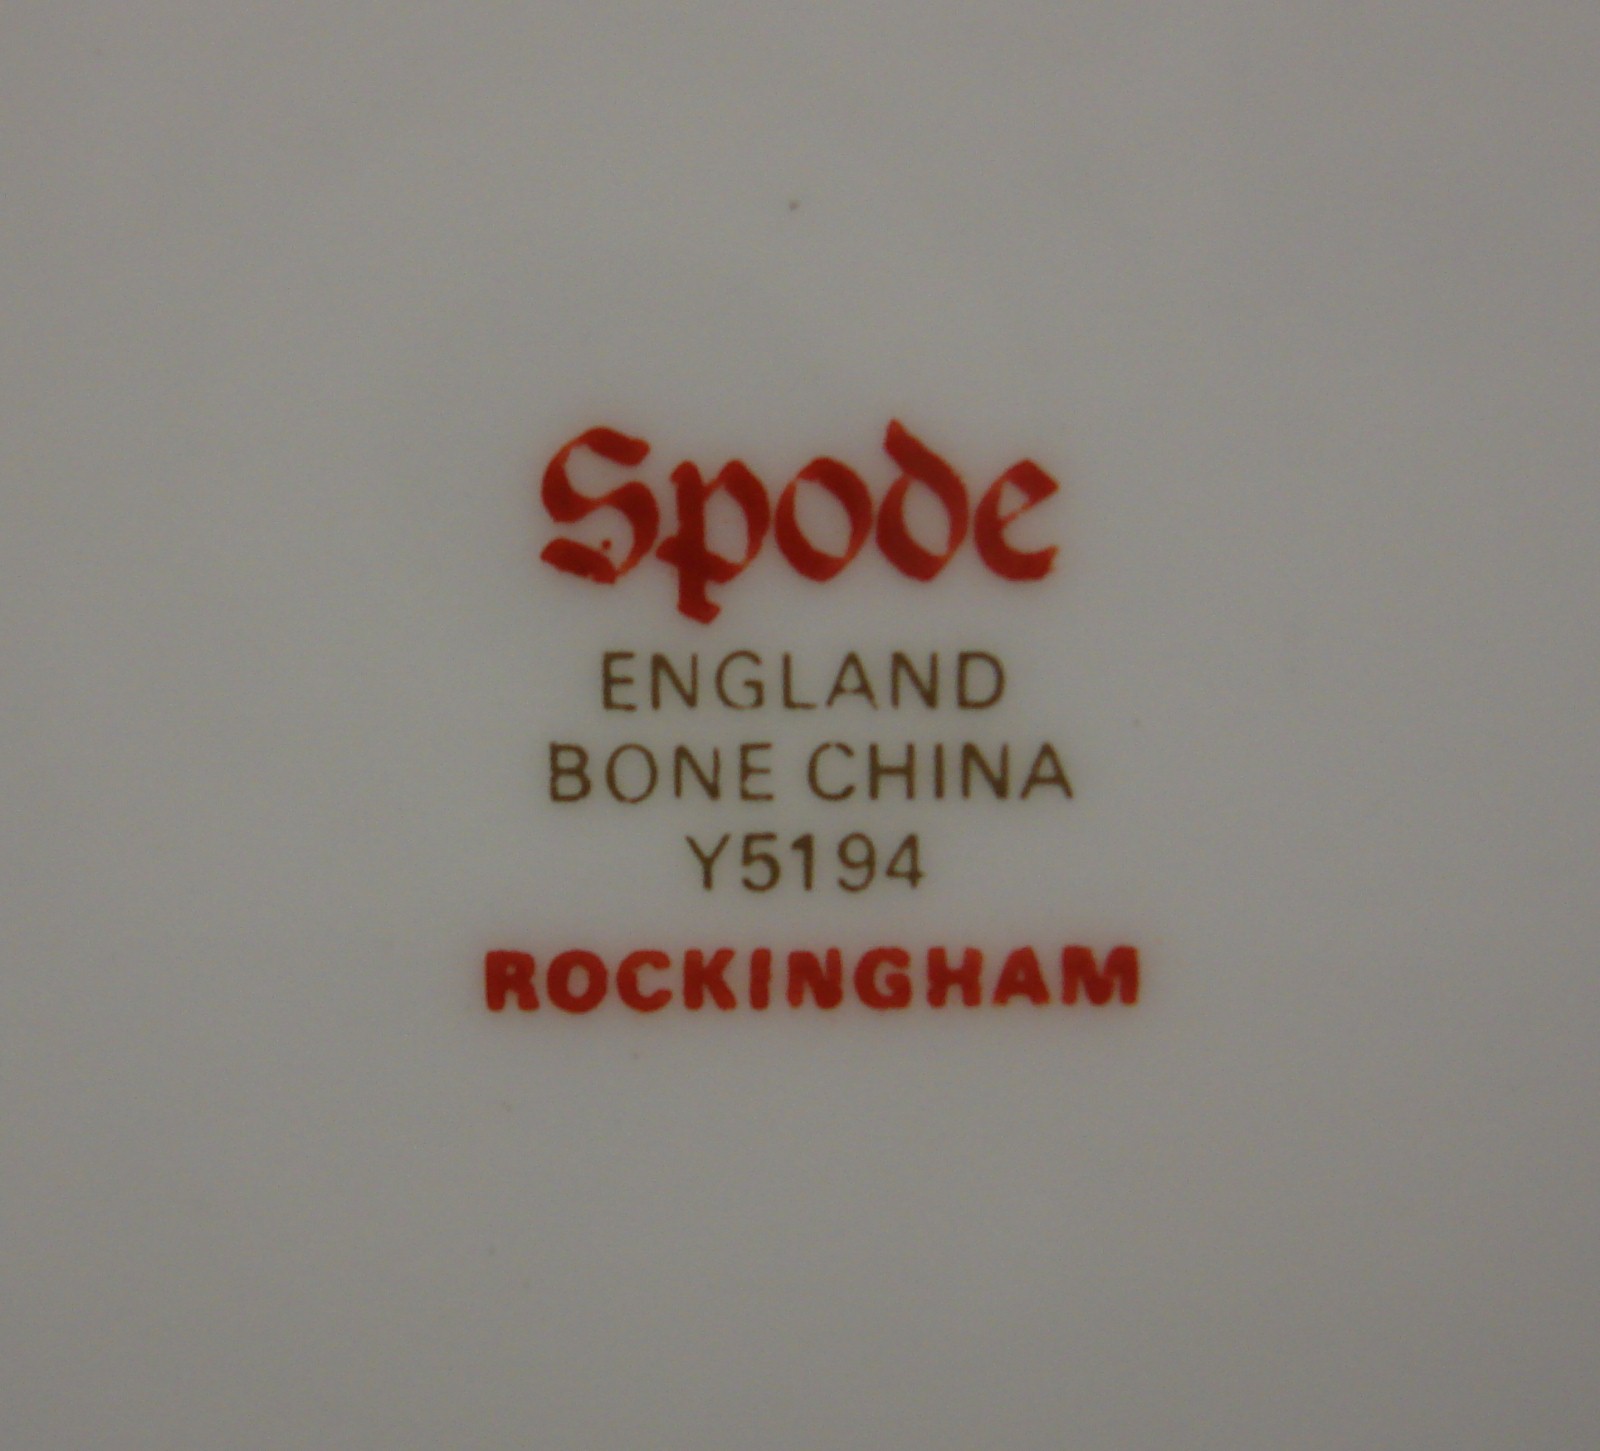 Spode
ENGLAND
BONE CHINA
Y5194
ROCKINGHAM